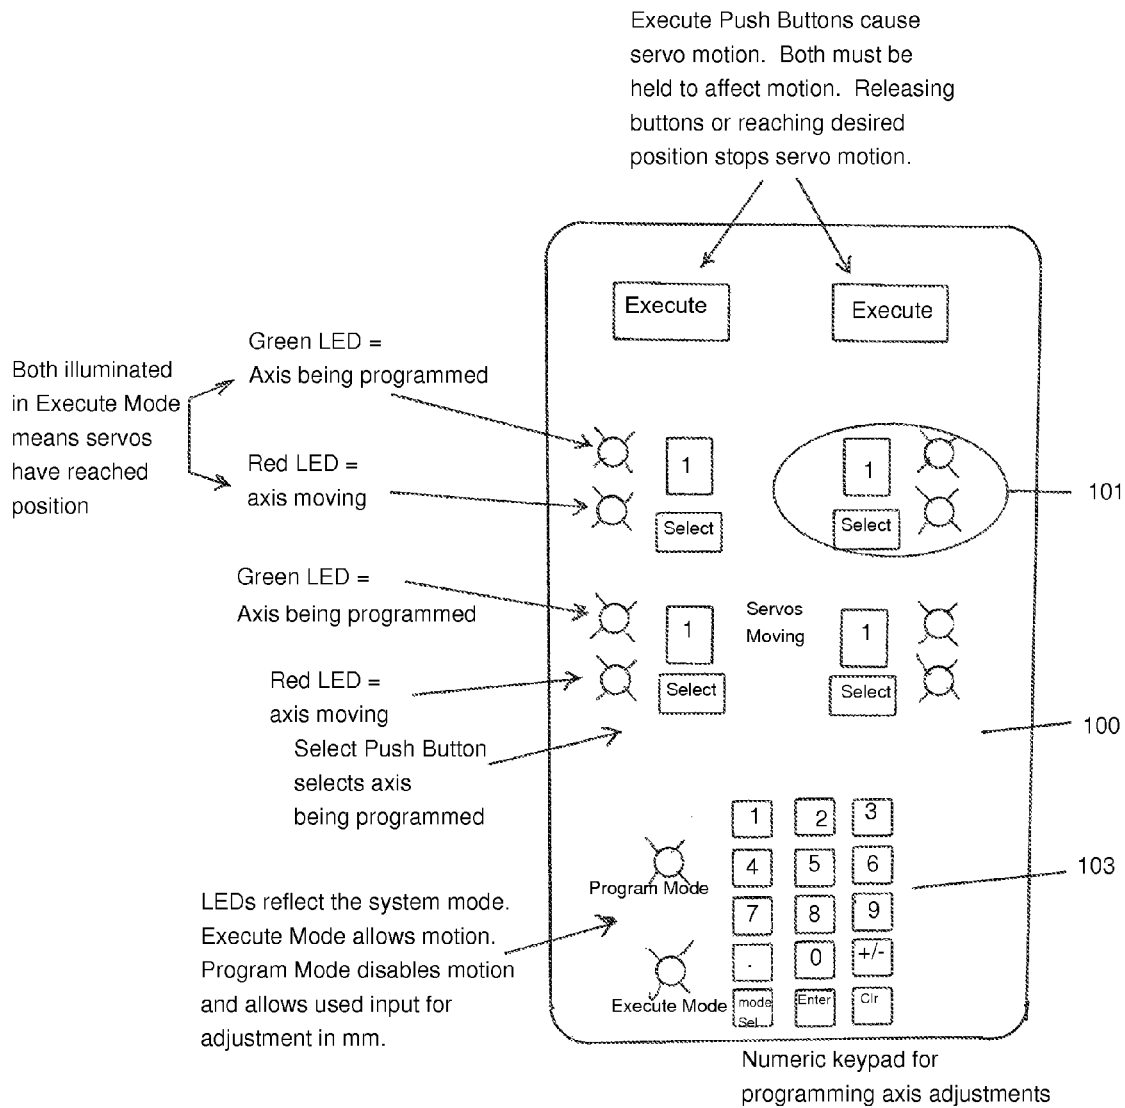 Execute Push Buttons cause
servo motion. Both must be
held to affect motion. Releasing
buttons or reaching desired
position stops servo motion.
Execute
Execute
Green LED =
Axis being programmed
Both illuminated
in Execute Mode
means servos
have reached
position
Red LED =
axis moving
1
Select
1
Select
101
Green LED =
Axis being programmed
1
Select
Servos
Moving
1
Select
Red LED =
axis moving
100
Select Push Button
selects axis
being programmed
1
2
3
4
5
6
103
Program Mode
7
8
9
LEDs reflect the system mode.
Execute Mode allows motion.
Program Mode disables motion
and allows used input for
adjustment in mm.
.
0
+/-
Execute Mode
mode
Sel
Enter
Clr
Numeric keypad for
programming axis adjustments